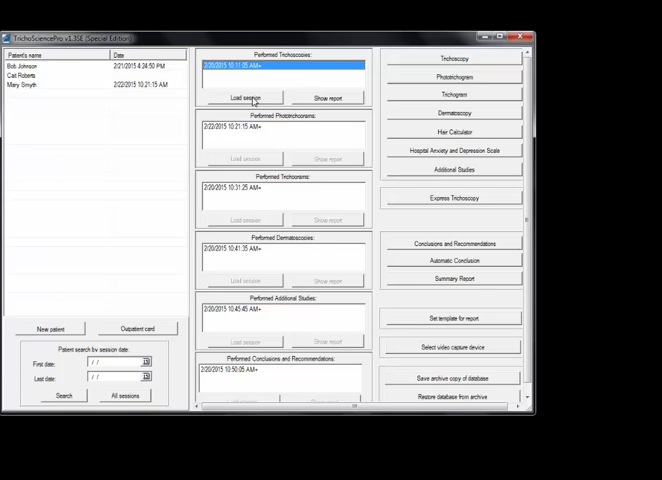 TrichoSciencePro v1.3SE (Special Edition)
Patient's name
Date
Bob Johnson
2/21/2015 4:24:50 PM
Cait Roberts
Mary Smyth
2/22/2015 10:21:15 AM
New patient
Outpatient card
Patient search by session date:
First date:
/ /
15
Last date:
/ /
15
Search
All sessions
Performed Trichoscopies:
2/20/2015 10:11:05 AM+
Load session
Show report
Performed Phototrichograms:
2/22/2015 10:21:15 AM+
Load session
Show report
Performed Trichograms:
2/20/2015 10:31:25 AM+
Load session
Show report
Performed Dermatoscopies:
2/20/2015 10:41:35 AM+
Load session
Show report
Performed Additional Studies:
2/20/2015 10:45:45 AM+
Load session
Show report
Performed Conclusions and Recommendations:
2/20/2015 10:50:05 AM+
Trichoscopy
Phototrichogram
Trichogram
Dermatoscopy
Hair Calculator
Hospital Anxiety and Depression Scale
Additional Studies
Express Trichoscopy
Conclusions and Recommendations
Automatic Conclusion
Summary Report
Set template for report
Select video capture device
Save archive copy of database
Restore database from archive